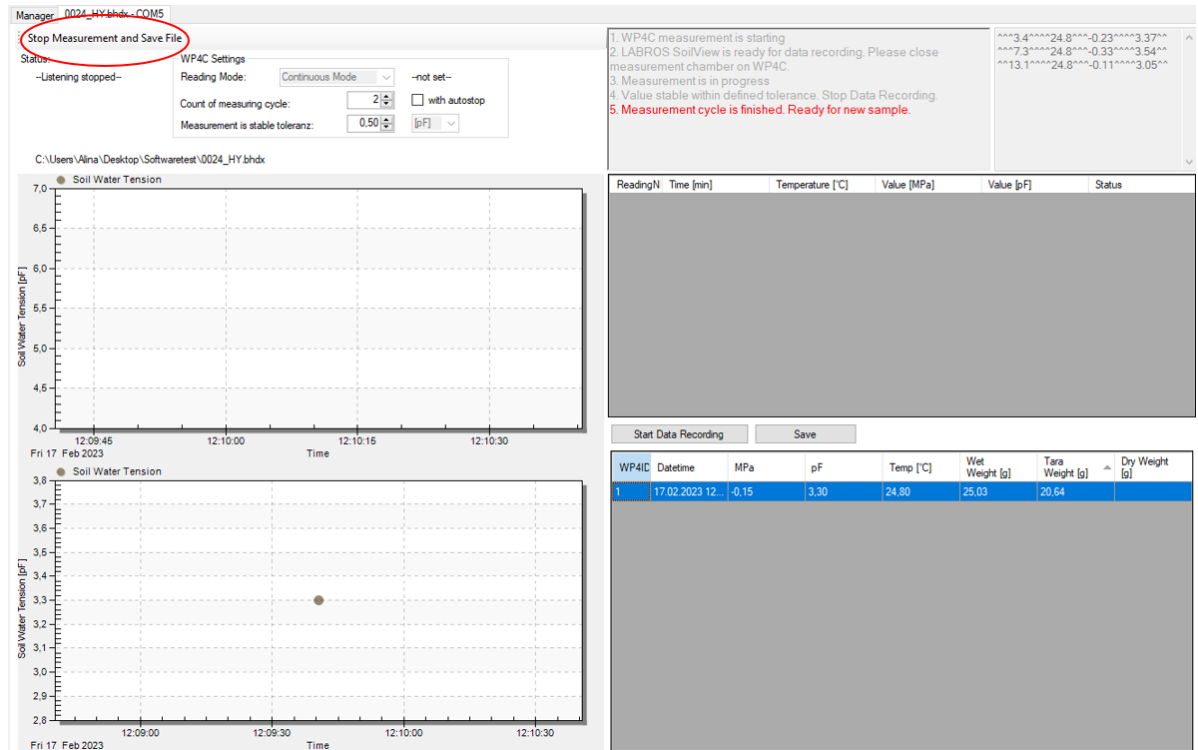 Manager 0024_HY.bhdx - COM5
Stop Measurement and Save File
Status:
--Listening stopped--
WP4C Settings
Reading Mode: Continuous Mode --not set--
Count of measuring cycle: 2 with autostop
Measurement is stable toleranz: 0,50 [pF]
C:\Users\Alina\Desktop\Softwaretest\0024_HY.bhdx
1. WP4C measurement is starting
2. LABROS SoilView is ready for data recording. Please close
measurement chamber on WP4C.
3. Measurement is in progress
4. Value stable within defined tolerance. Stop Data Recording.
5. Measurement cycle is finished. Ready for new sample.
^^^3.4^^^^24.8^^^-0.23^^^^3.37^^
^^^7.3^^^^24.8^^^-0.33^^^^3.54^^
^^13.1^^^^24.8^^^-0.11^^^^3.05^^
Soil Water Tension
Soil Water Tension [pF]
7,0
6,5
6,0
5,5
5,0
4,5
4,0
12:09:45 12:10:00 12:10:15 12:10:30
Fri 17 Feb 2023 Time
ReadingN Time [min] Temperature [°C] Value [MPa] Value [pF] Status
Start Data Recording Save
Soil Water Tension
Soil Water Tension [pF]
3,8
3,7
3,6
3,5
3,4
3,3
3,2
3,1
3,0
2,9
2,8
12:09:00 12:09:30 12:10:00 12:10:30
Fri 17 Feb 2023 Time
WP4ID Datetime MPa pF Temp [°C] Wet Weight [g] Tara Weight [g] Dry Weight [g]
1 17.02.2023 12... -0,15 3,30 24,80 25,03 20,64